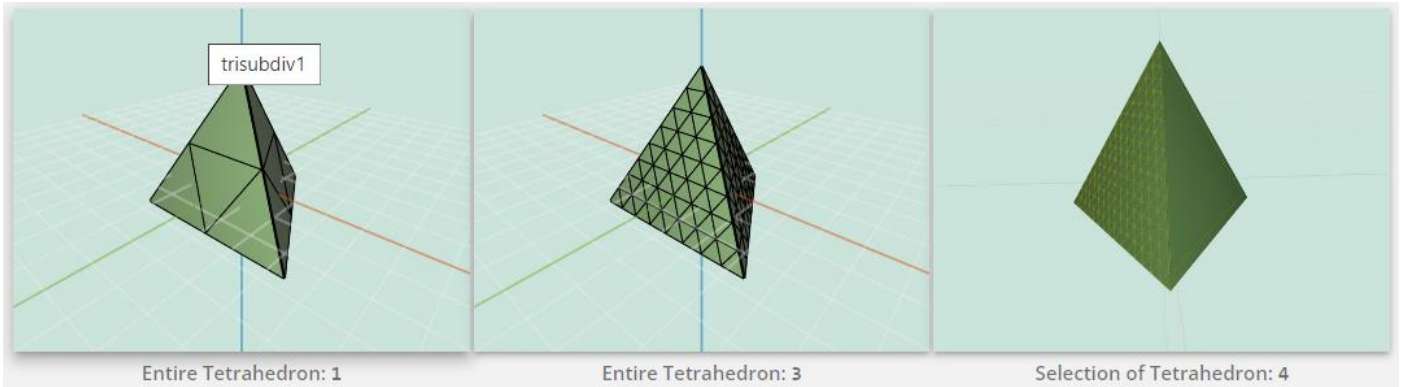 trisubdiv1
Entire Tetrahedron: 1
Entire Tetrahedron: 3
Selection of Tetrahedron: 4